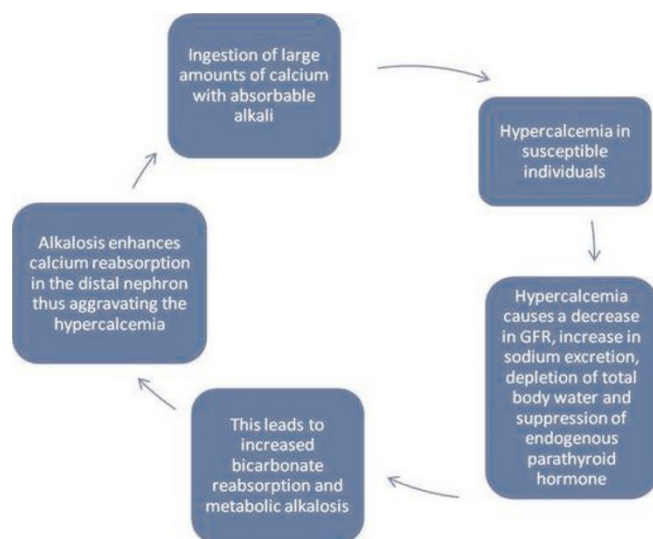 Ingestion of large
amounts of calcium
with absorbable
alkali
Hypercalcemia in
susceptible
individuals
Hypercalcemia
causes a decrease
in GFR, increase in
sodium excretion,
depletion of total
body water and
suppression of
endogenous
parathyroid
hormone
This leads to
increased
bicarbonate
reabsorption and
metabolic alkalosis
Alkalosis enhances
calcium reabsorption
in the distal nephron
thus aggravating the
hypercalcemia